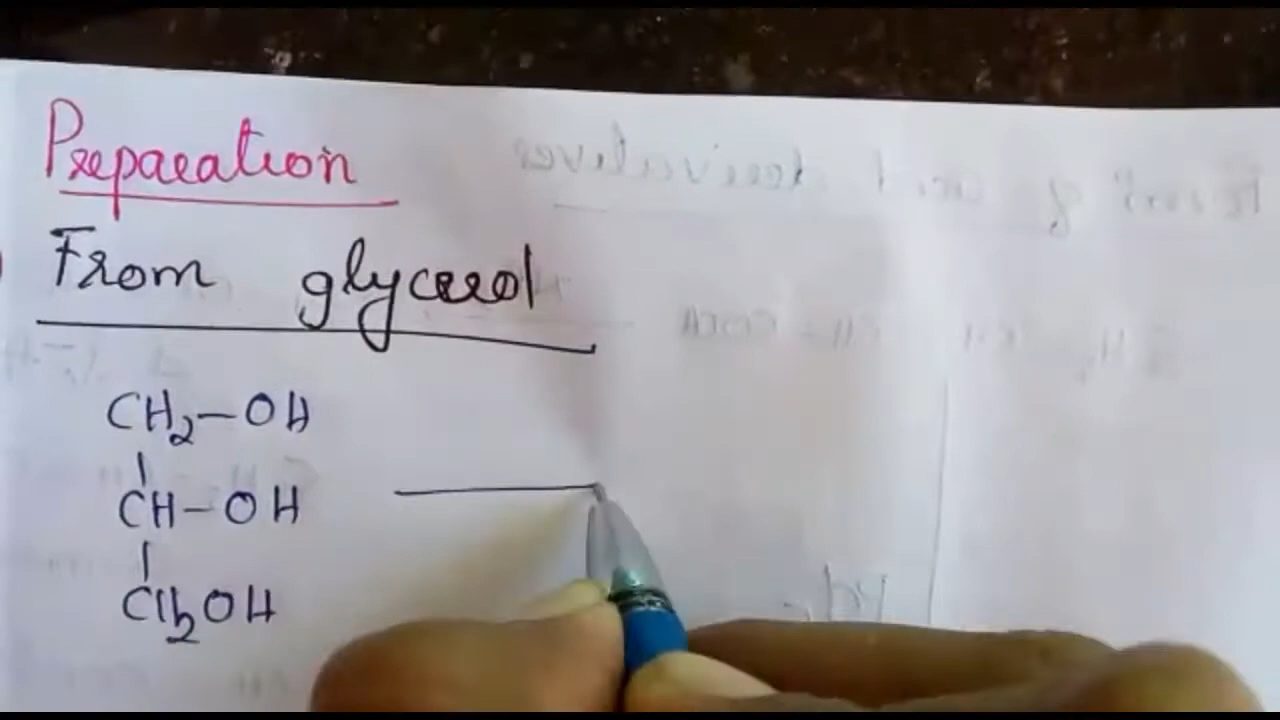 Preparation
From glycerol
CH₂-OH
|
CH-OH
|
CH₂OH